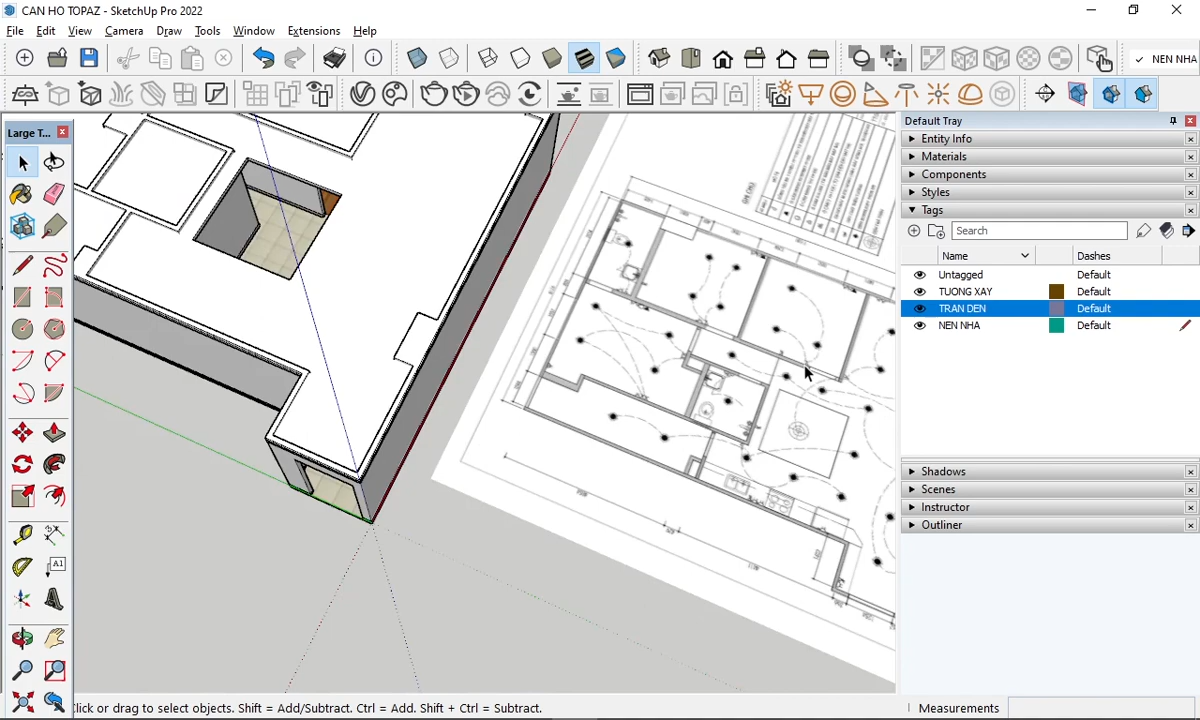 CAN HO TOPAZ - SketchUp Pro 2022
File Edit View Camera Draw Tools Window Extensions Help
NEN NHA
Large T...
A1
Default Tray
Entity Info
Materials
Components
Styles
Tags
Search
Name Dashes
Untagged Default
TUONG XAY Default
TRAN DEN Default
NEN NHA Default
Shadows
Scenes
Instructor
Outliner
Click or drag to select objects. Shift = Add/Subtract. Ctrl = Add. Shift + Ctrl = Subtract.
Measurements